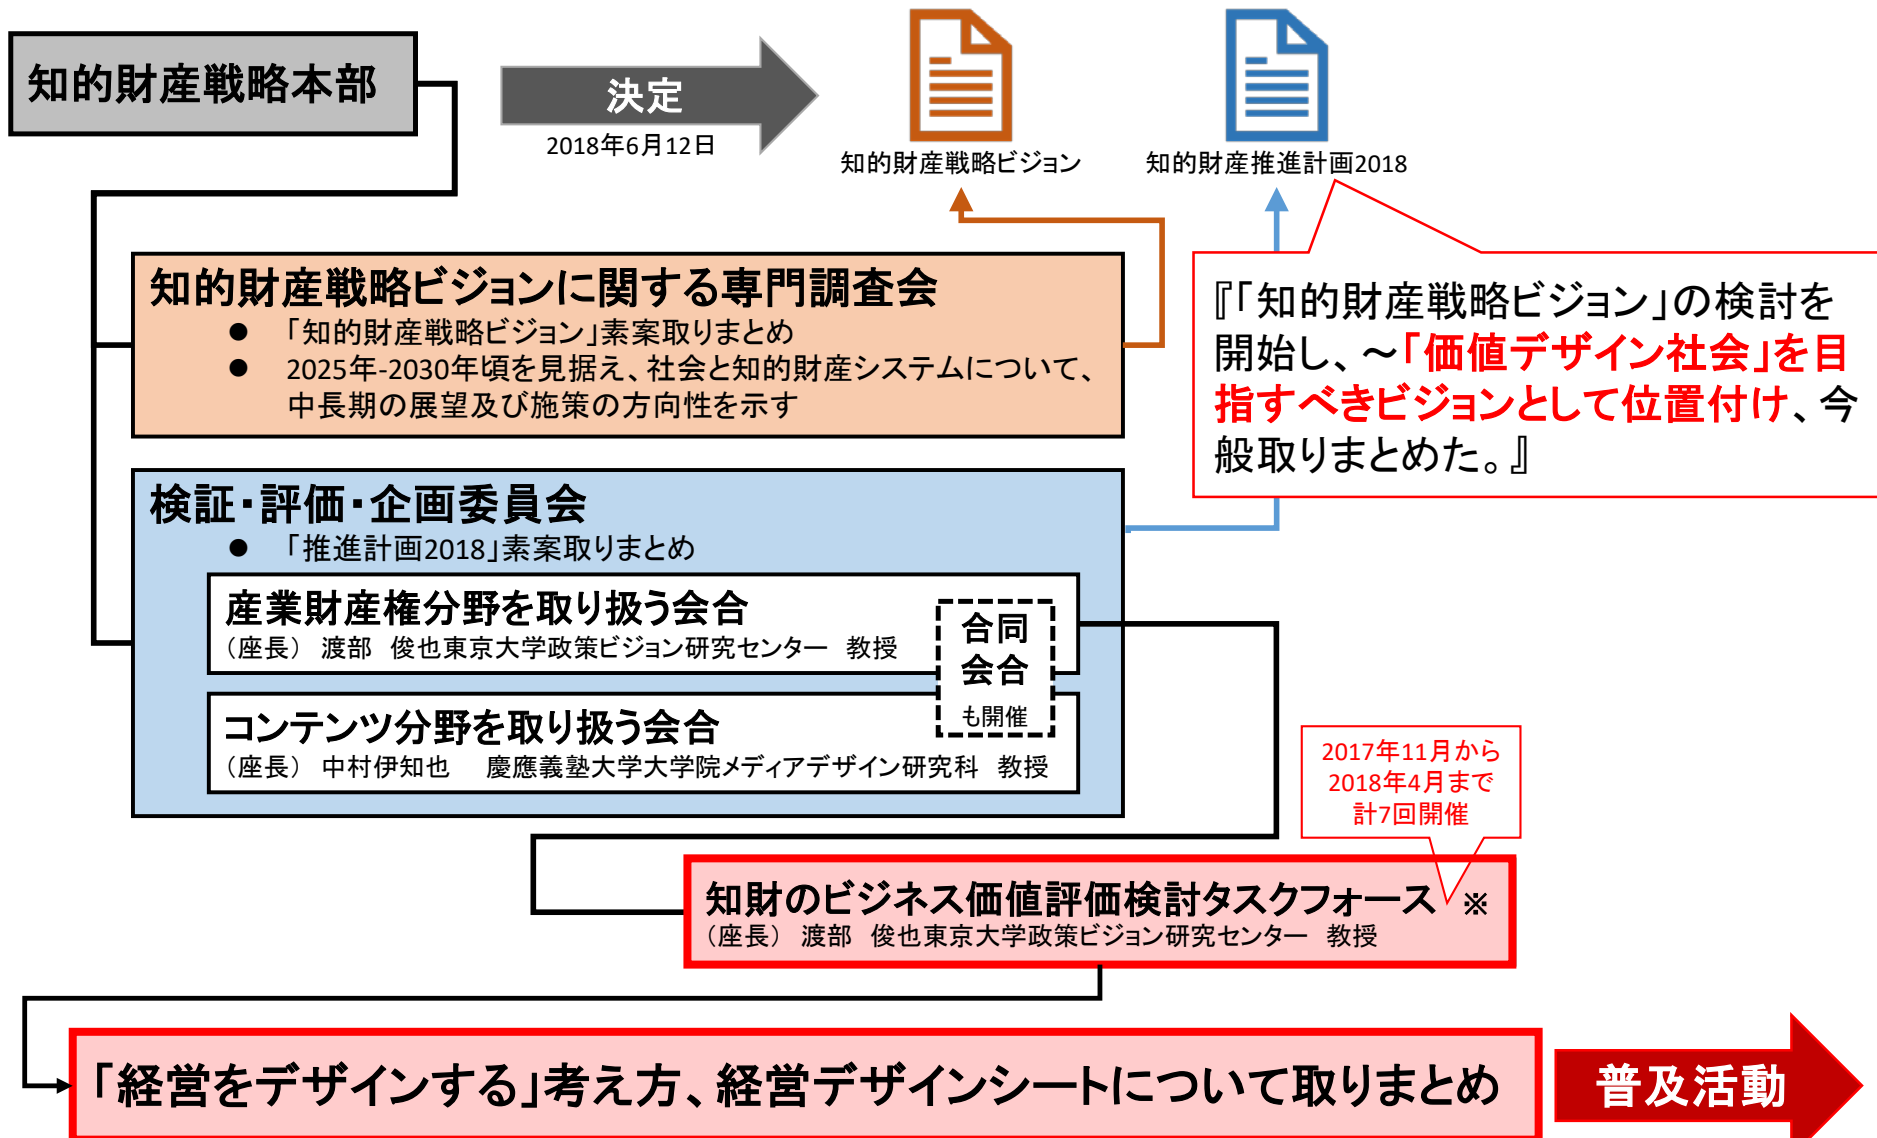 知的財産戦略本部
決定
2018年6月12日
知的財産戦略ビジョン
知的財産推進計画2018
知的財産戦略ビジョンに関する専門調査会
● 「知的財産戦略ビジョン」素案取りまとめ
● 2025年-2030年頃を見据え、社会と知的財産システムについて、
中長期の展望及び施策の方向性を示す
『「知的財産戦略ビジョン」の検討を
開始し、～「価値デザイン社会」を目
指すべきビジョンとして位置付け、今
般取りまとめた。』
検証・評価・企画委員会
● 「推進計画2018」素案取りまとめ
産業財産権分野を取り扱う会合
（座長） 渡部 俊也東京大学政策ビジョン研究センター 教授
合同
会合
も開催
コンテンツ分野を取り扱う会合
（座長） 中村伊知也 慶應義塾大学大学院メディアデザイン研究科 教授
2017年11月から
2018年4月まで
計7回開催
知財のビジネス価値評価検討タスクフォース ※
（座長） 渡部 俊也東京大学政策ビジョン研究センター 教授
「経営をデザインする」考え方、経営デザインシートについて取りまとめ
普及活動